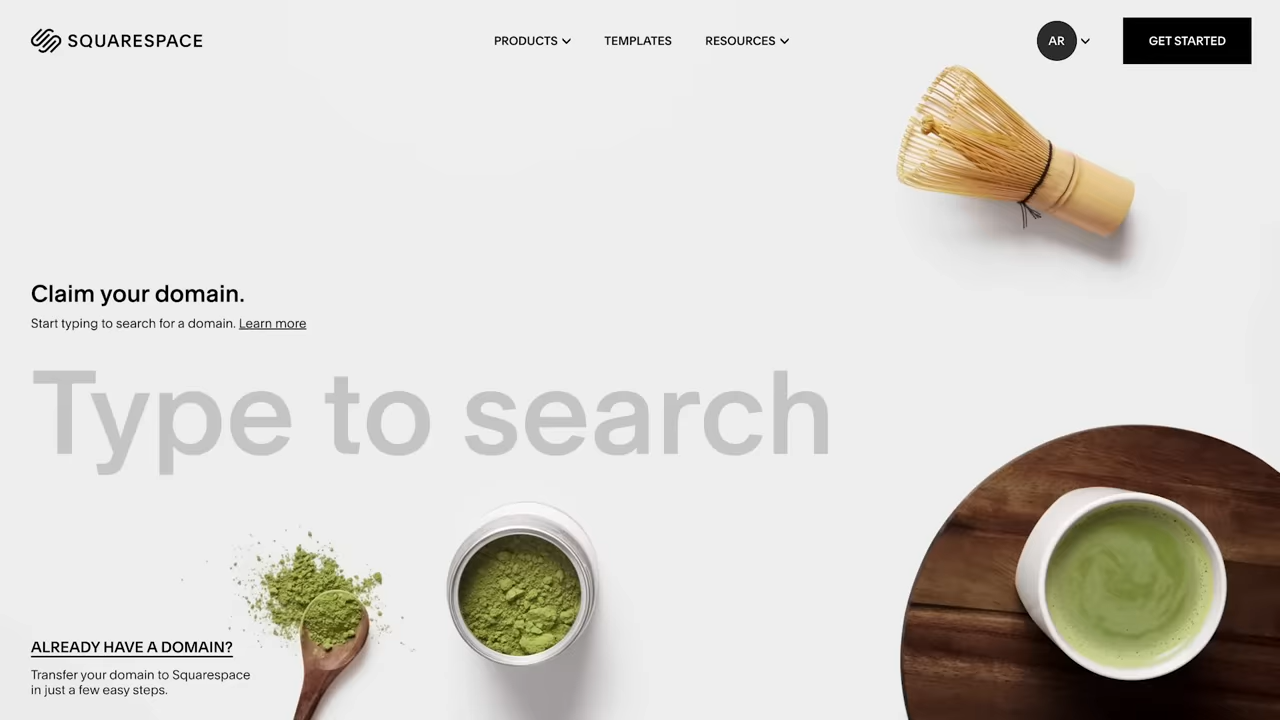 SQUARESPACE
PRODUCTS
TEMPLATES
RESOURCES
AR
GET STARTED
Claim your domain.
Start typing to search for a domain. Learn more
Type to search
ALREADY HAVE A DOMAIN?
Transfer your domain to Squarespace
in just a few easy steps.